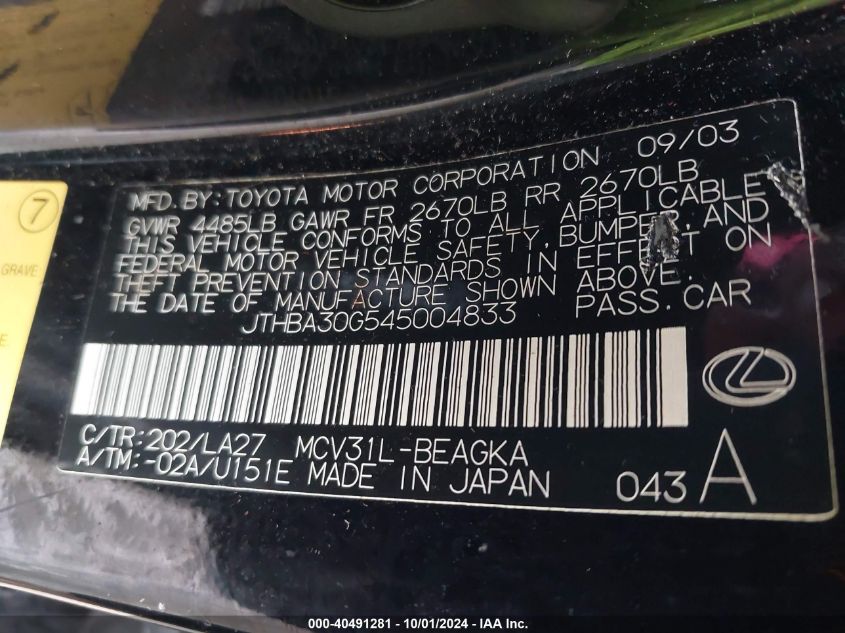 7
GRAVE
MFD. BY: TOYOTA MOTOR CORPORATION 09/03
GVWR 4485LB GAWR FR 2670LB RR 2670LB
THIS VEHICLE CONFORMS TO ALL APPLICABLE
FEDERAL MOTOR VEHICLE SAFETY, BUMPER, AND
THEFT PREVENTION STANDARDS IN EFFECT ON
THE DATE OF MANUFACTURE SHOWN ABOVE.
JTHBA30G545004833 PASS. CAR
C/TR: 202/LA27 MCV31L-BEAGKA
A/TM: -02A/U151E MADE IN JAPAN
043 A
000-40491281 - 10/01/2024 - IAA Inc.